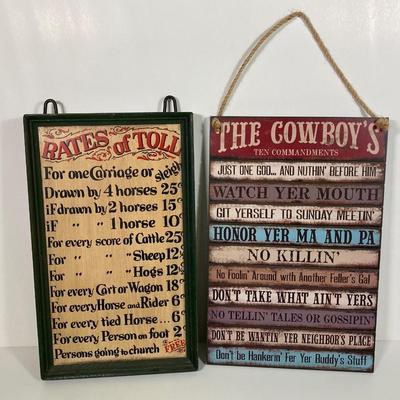 RATES of TOLL
For one Carriage or sleigh
Drawn by 4 horses 25¢
if Drawn by 2 horses 15¢
iF " " 1 horse 10¢
For every score of Cattle 25¢
For " " " Sheep 12½
For " " " Hogs 12½
For every Cart or Wagon 18¢
For every Horse and Rider 6¢
For every tied Horse... 6¢
For every Person on foot 2¢
Persons going to church FREE
THE COWBOY'S
TEN COMMANDMENTS
JUST ONE GOD... AND NUTHIN' BEFORE HIM
WATCH YER MOUTH
GIT YERSELF TO SUNDAY MEETIN'
HONOR YER MA AND PA
NO KILLIN'
No Foolin' Around with Another Feller's Gal
DON'T TAKE WHAT AIN'T YERS
NO TELLIN' TALES OR GOSSIPIN'
DON'T BE WANTIN' YER NEIGHBOR'S PLACE
Don't be Hankerin' Fer Yer Buddy's Stuff